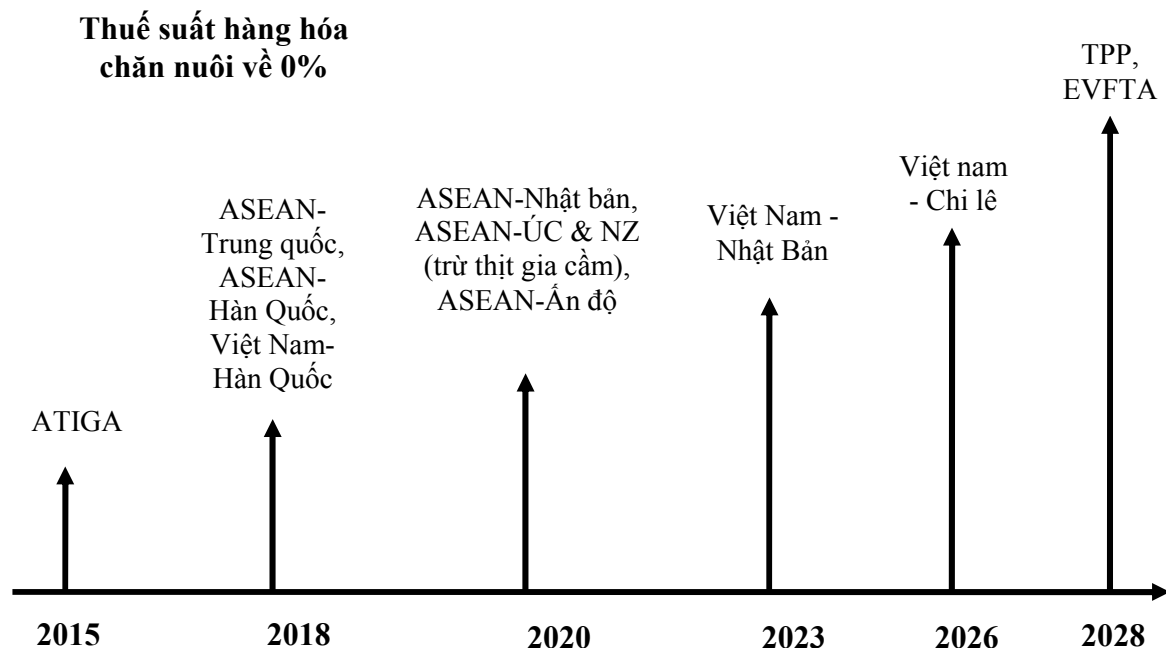 Thuế suất hàng hóa
chăn nuôi về 0%
ATIGA
ASEAN-
Trung quốc,
ASEAN-
Hàn Quốc,
Việt Nam-
Hàn Quốc
ASEAN-Nhật bản,
ASEAN-ÚC & NZ
(trừ thịt gia cầm),
ASEAN-Ấn độ
Việt Nam -
Nhật Bản
Việt nam
- Chi lê
TPP,
EVFTA
2015
2018
2020
2023
2026
2028